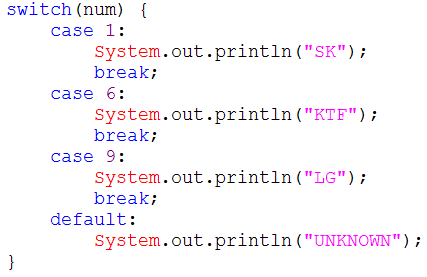 switch(num) {
    case 1:
        System.out.println("SK");
        break;
    case 6:
        System.out.println("KTF");
        break;
    case 9:
        System.out.println("LG");
        break;
    default:
        System.out.println("UNKNOWN");
}